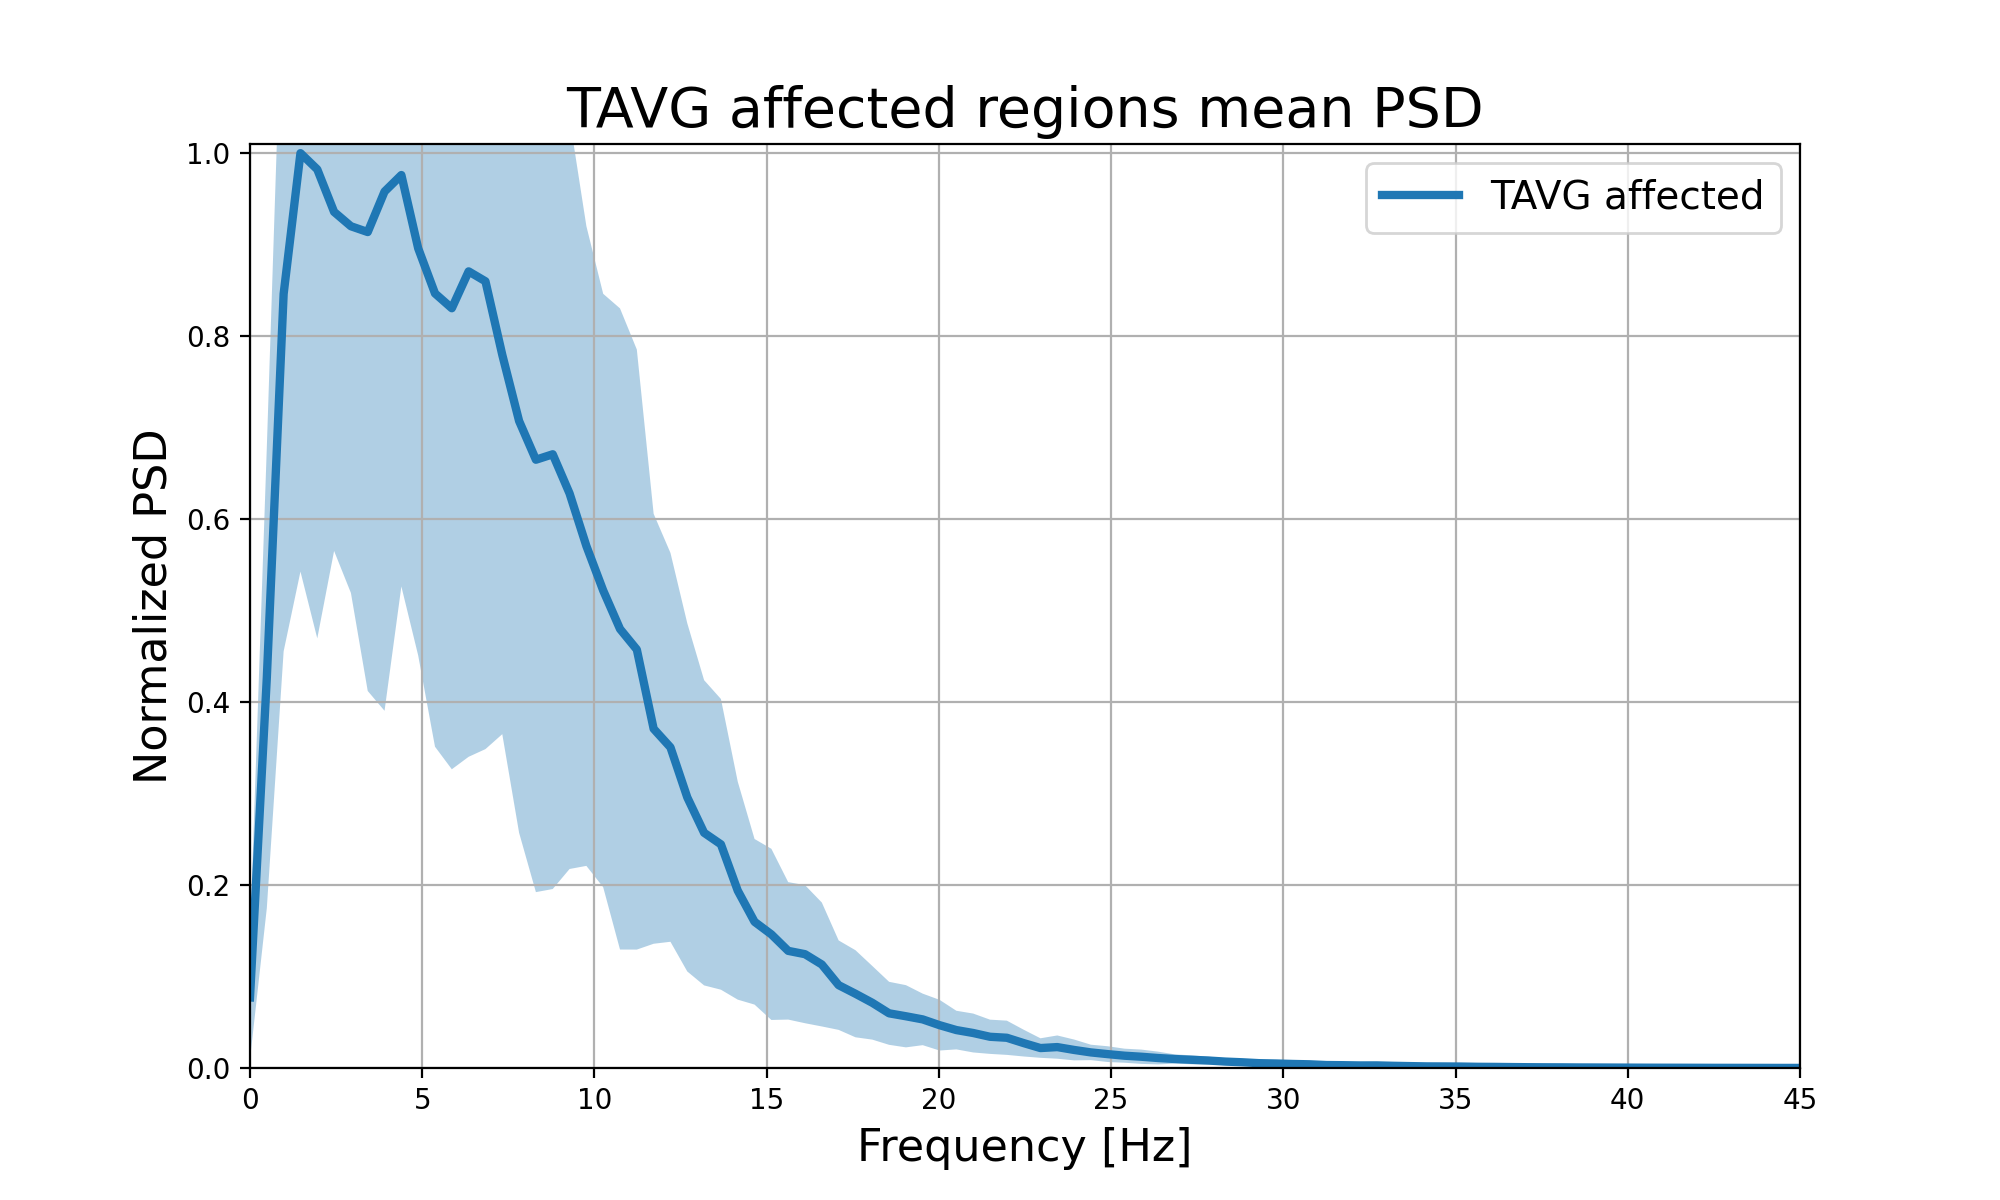 TAVG affected regions mean PSD
TAVG affected
Normalized PSD
1.0
0.8
0.6
0.4
0.2
0.0
0 5 10 15 20 25 30 35 40 45
Frequency [Hz]